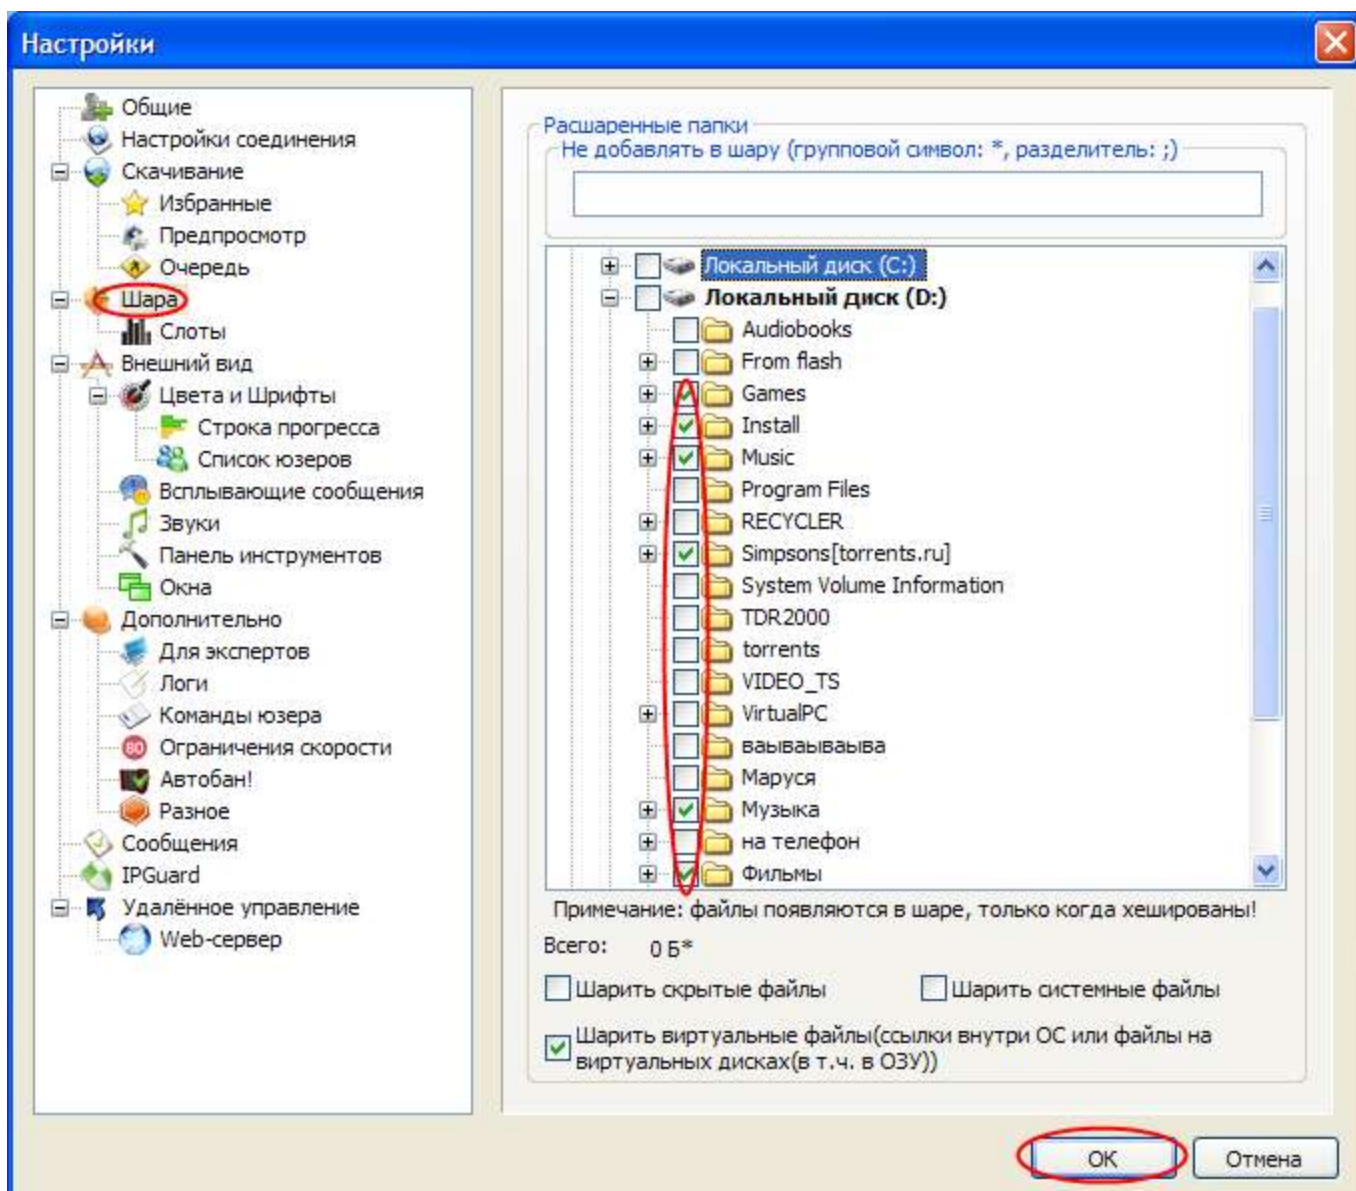 Настройки
Общие
Настройки соединения
Скачивание
Избранные
Предпросмотр
Очередь
Шара
Слоты
Внешний вид
Цвета и Шрифты
Строка прогресса
Список юзеров
Всплывающие сообщения
Звуки
Панель инструментов
Окна
Дополнительно
Для экспертов
Логи
Команды юзера
80
Ограничения скорости
Автобан!
Разное
Сообщения
IPGuard
Удалённое управление
Web-сервер
Расшаренные папки
Не добавлять в шару (групповой символ: *, разделитель: ;)
Локальный диск (C:)
Локальный диск (D:)
Audiobooks
From flash
Games
Install
Music
Program Files
RECYCLER
Simpsons[torrents.ru]
System Volume Information
TDR2000
torrents
VIDEO_TS
VirtualPC
ваываываыва
Маруся
Музыка
на телефон
Фильмы
Примечание: файлы появляются в шаре, только когда хешированы!
Всего: 0 Б*
Шарить скрытые файлы
Шарить системные файлы
Шарить виртуальные файлы(ссылки внутри ОС или файлы на
виртуальных дисках(в т.ч. в ОЗУ))
OK
Отмена